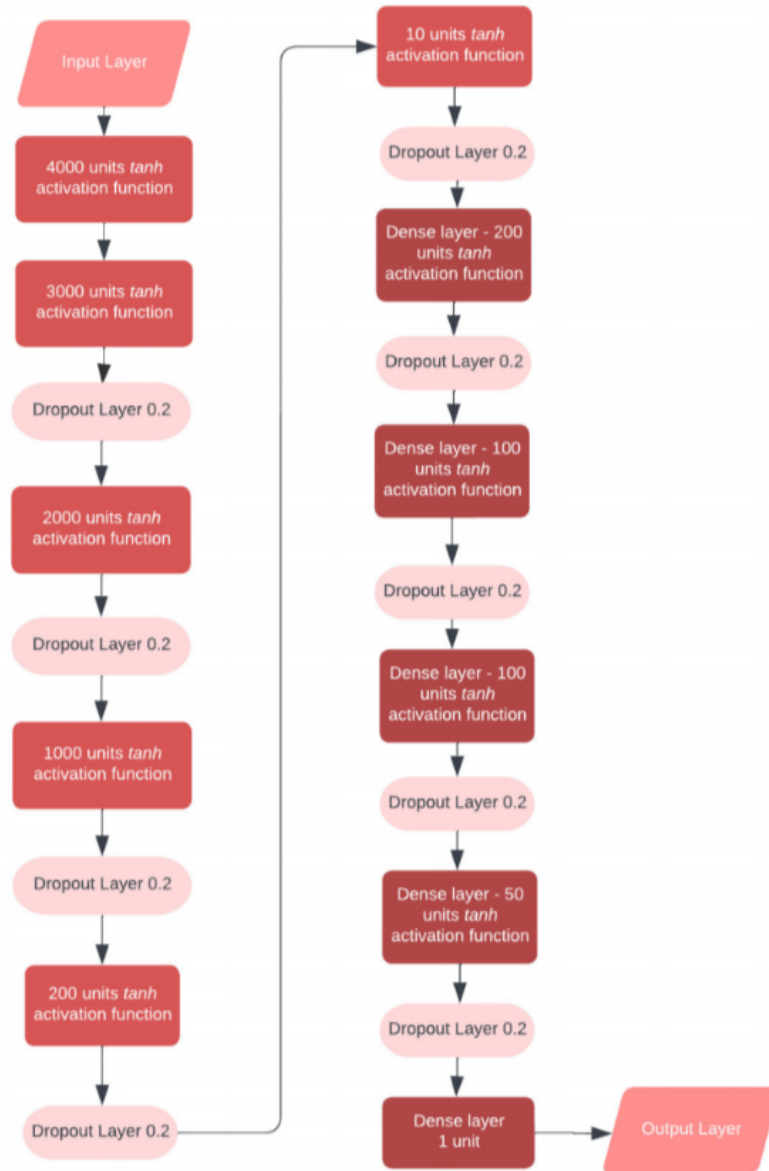 Input Layer
4000 units tanh
activation function
3000 units tanh
activation function
Dropout Layer 0.2
2000 units tanh
activation function
Dropout Layer 0.2
1000 units tanh
activation function
Dropout Layer 0.2
200 units tanh
activation function
Dropout Layer 0.2
10 units tanh
activation function
Dropout Layer 0.2
Dense layer - 200
units tanh
activation function
Dropout Layer 0.2
Dense layer - 100
units tanh
activation function
Dropout Layer 0.2
Dense layer - 100
units tanh
activation function
Dropout Layer 0.2
Dense layer - 50
units tanh
activation function
Dropout Layer 0.2
Dense layer
1 unit
Output Layer